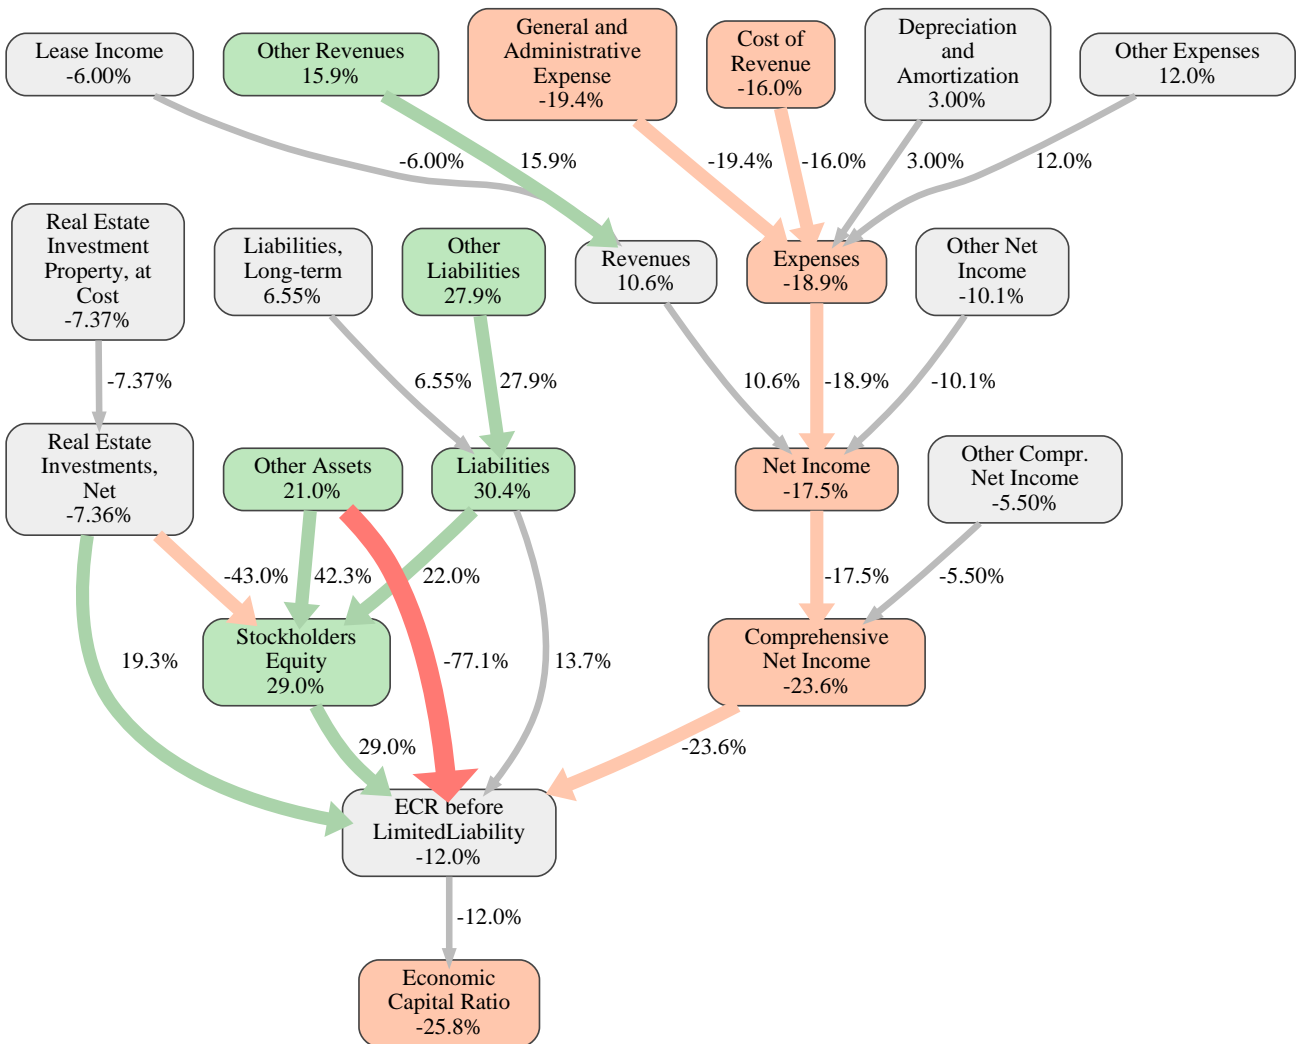 Lease Income
-6.00%
Other Revenues
15.9%
General and
Administrative
Expense
-19.4%
Cost of
Revenue
-16.0%
Depreciation
and
Amortization
3.00%
Other Expenses
12.0%
-6.00%
15.9%
-19.4%
-16.0%
3.00%
12.0%
Real Estate
Investment
Property, at
Cost
-7.37%
Liabilities,
Long-term
6.55%
Other
Liabilities
27.9%
Revenues
10.6%
Expenses
-18.9%
Other Net
Income
-10.1%
-7.37%
6.55%
27.9%
10.6%
-18.9%
-10.1%
Real Estate
Investments,
Net
-7.36%
Other Assets
21.0%
Liabilities
30.4%
Net Income
-17.5%
Other Compr.
Net Income
-5.50%
-43.0%
42.3%
22.0%
-17.5%
-5.50%
19.3%
Stockholders
Equity
29.0%
-77.1%
13.7%
Comprehensive
Net Income
-23.6%
29.0%
-23.6%
ECR before
LimitedLiability
-12.0%
-12.0%
Economic
Capital Ratio
-25.8%